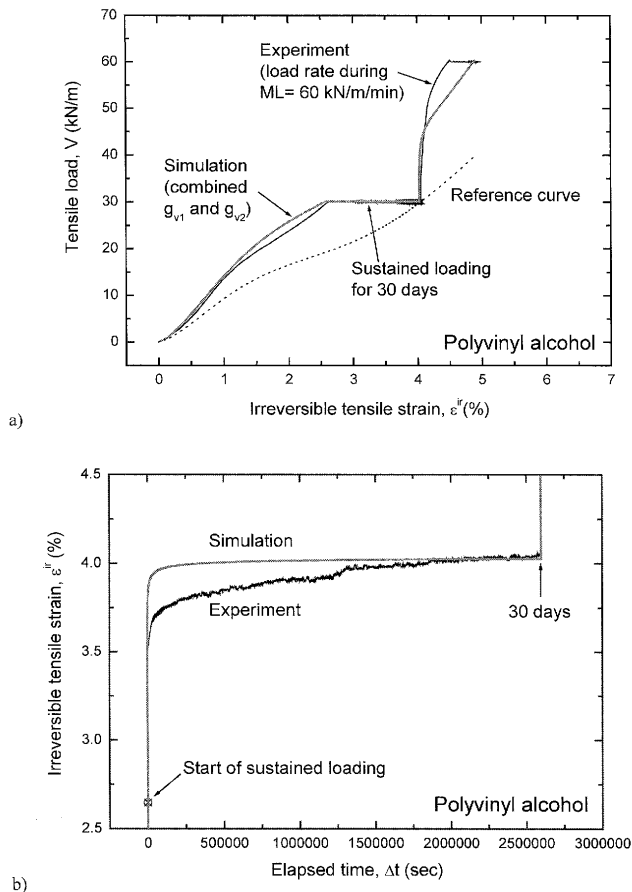 70
60
50
40
30
20
10
0
Tensile load, V (kN/m)
Experiment
(load rate during
ML= 60 kN/m/min)
Simulation
(combined
gv1 and gv2)
Reference curve
Sustained loading
for 30 days
Polyvinyl alcohol
0 1 2 3 4 5 6 7
Irreversible tensile strain, εir(%)
a)
4.5
4.0
3.5
3.0
2.5
Irreversible tensile strain, εir (%)
Simulation
Experiment
30 days
Start of sustained loading
Polyvinyl alcohol
0 500000 1000000 1500000 2000000 2500000 3000000
Elapsed time, Δt (sec)
b)